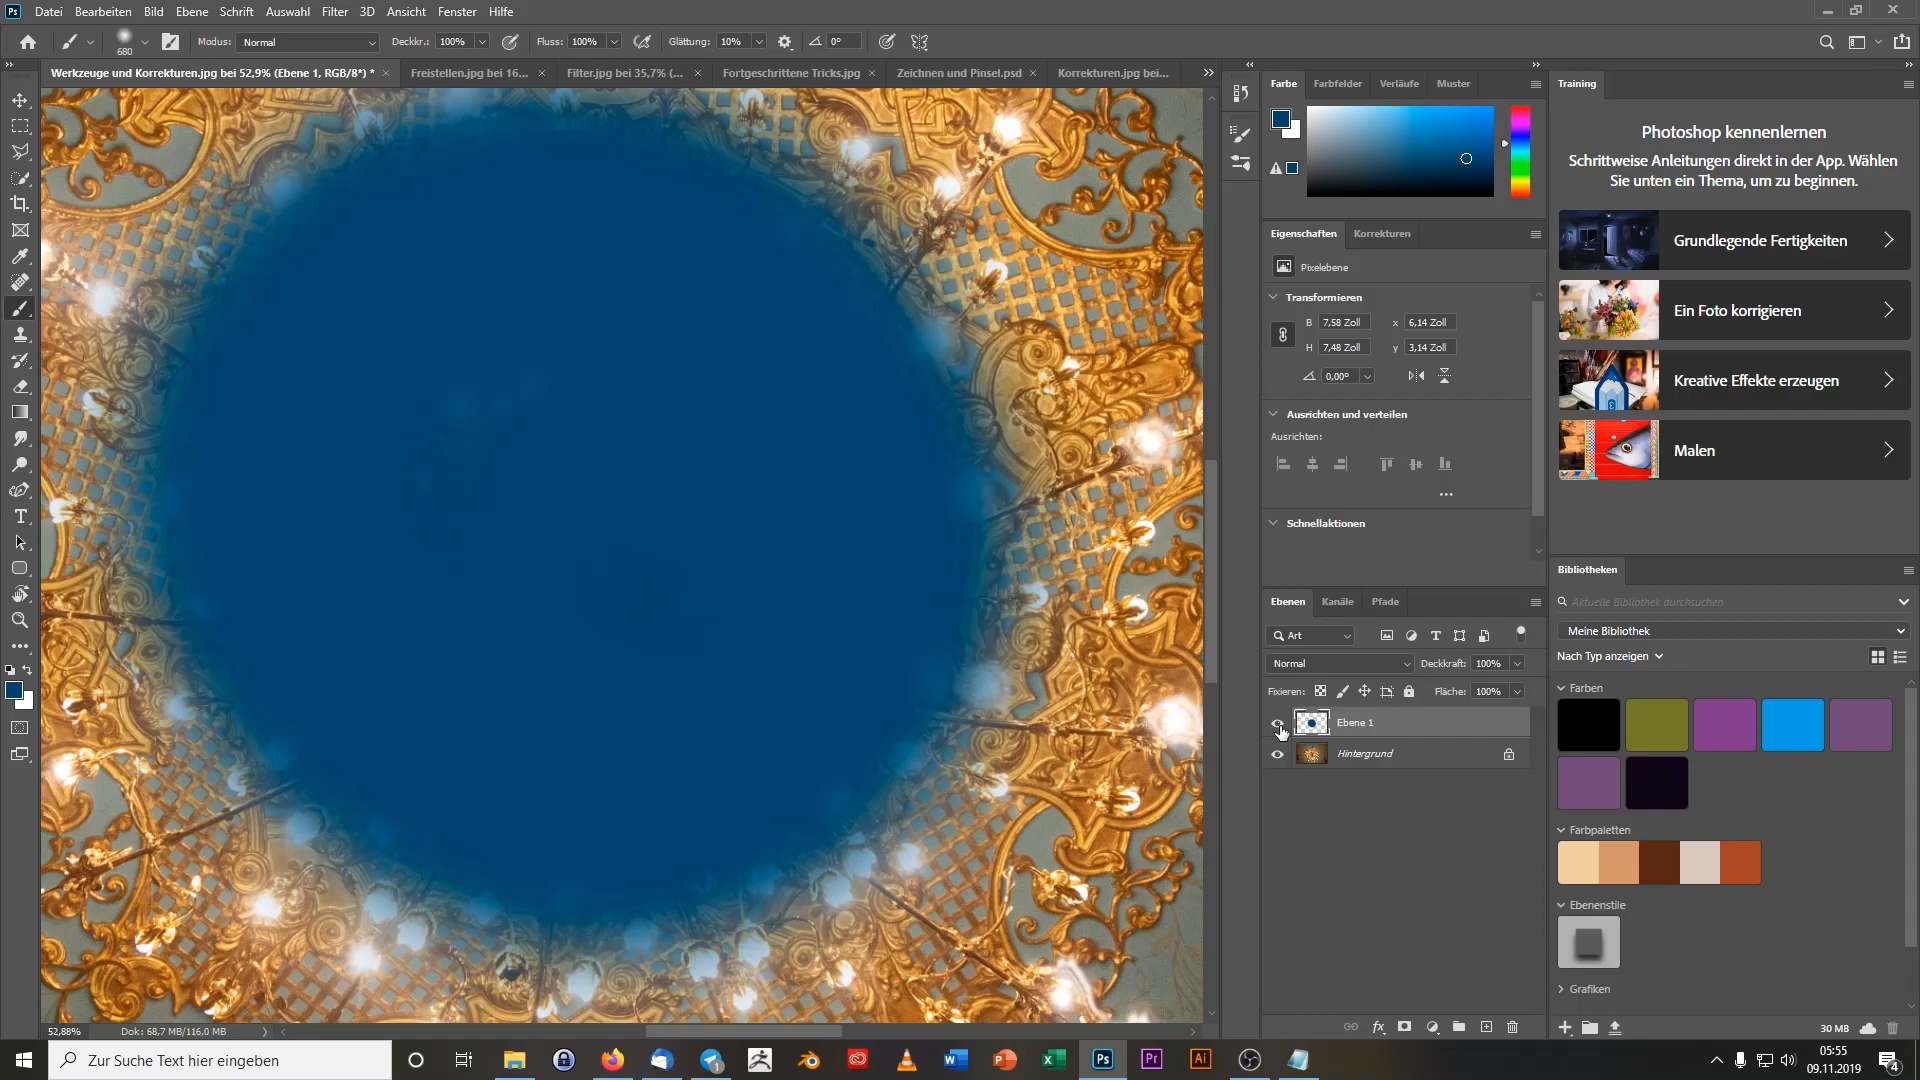 Ps Datei Bearbeiten Bild Ebene Schrift Auswahl Filter 3D Ansicht Fenster Hilfe
680 Modus: Normal Deckkr.: 100% Fluss: 100% Glättung: 10% 0°
Werkzeuge und Korrekturen.jpg bei 52,9% (Ebene 1, RGB/8*) * Freistellen.jpg bei 16... Filter.jpg bei 35,7% (... Fortgeschrittene Tricks.jpg Zeichnen und Pinsel.psd Korrekturen.jpg bei...
Farbe Farbfelder Verläufe Muster
Eigenschaften Korrekturen
Pixelebene
Transformieren
B 7,58 Zoll x 6,14 Zoll
H 7,48 Zoll y 3,14 Zoll
0,00°
Ausrichten und verteilen
Ausrichten:
Schnellaktionen
Ebenen Kanäle Pfade
Art
Normal Deckkraft: 100%
Fixieren: Fläche: 100%
Ebene 1
Hintergrund
fx
Training
Photoshop kennenlernen
Schrittweise Anleitungen direkt in der App. Wählen
Sie unten ein Thema, um zu beginnen.
Grundlegende Fertigkeiten
Ein Foto korrigieren
Kreative Effekte erzeugen
Malen
Bibliotheken
Aktuelle Bibliothek durchsuchen
Meine Bibliothek
Nach Typ anzeigen
Farben
Farbpaletten
Ebenenstile
Grafiken
30 MB
52,88% Dok: 68,7 MB/116,0 MB
Zur Suche Text hier eingeben
Ps Pr Ai
05:55
09.11.2019
4